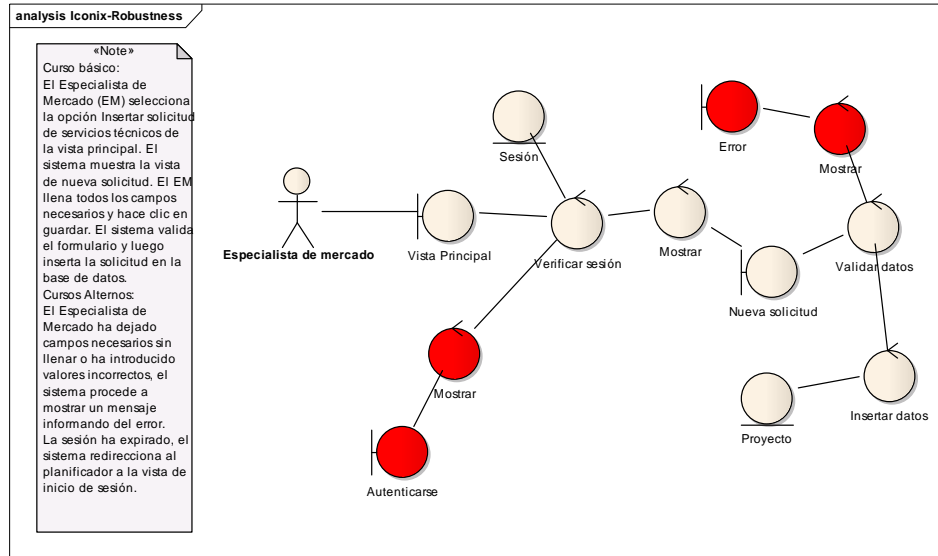 analysis Iconix-Robustness
«Note»
Curso básico:
El Especialista de
Mercado (EM) selecciona
la opción Insertar solicitud
de servicios técnicos de
la vista principal. El
sistema muestra la vista
de nueva solicitud. El EM
llena todos los campos
necesarios y hace clic en
guardar. El sistema valida
el formulario y luego
inserta la solicitud en la
base de datos.
Cursos Alternos:
El Especialista de
Mercado ha dejado
campos necesarios sin
llenar o ha introducido
valores incorrectos, el
sistema procede a
mostrar un mensaje
informando del error.
La sesión ha expirado, el
sistema redirecciona al
planificador a la vista de
inicio de sesión.
Especialista de mercado
Vista Principal
Sesión
Verificar sesión
Mostrar
Autenticarse
Mostrar
Nueva solicitud
Error
Mostrar
Validar datos
Insertar datos
Proyecto